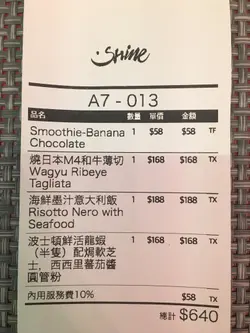 Shine
A7 - 013
品名 數量 單價 金額
Smoothie-Banana 1 $58 $58 TF
Chocolate
燒日本M4和牛薄切 1 $168 $168 TX
Wagyu Ribeye
Tagliata
海鮮墨汁意大利飯 1 $188 $188 TX
Risotto Nero with
Seafood
波士頓鮮活龍蝦 1 $168 $168 TX
（半隻）配焗軟芝
士，西西里蕃茄醬
圓管粉
內用服務費10% $58 TX
總計 $640